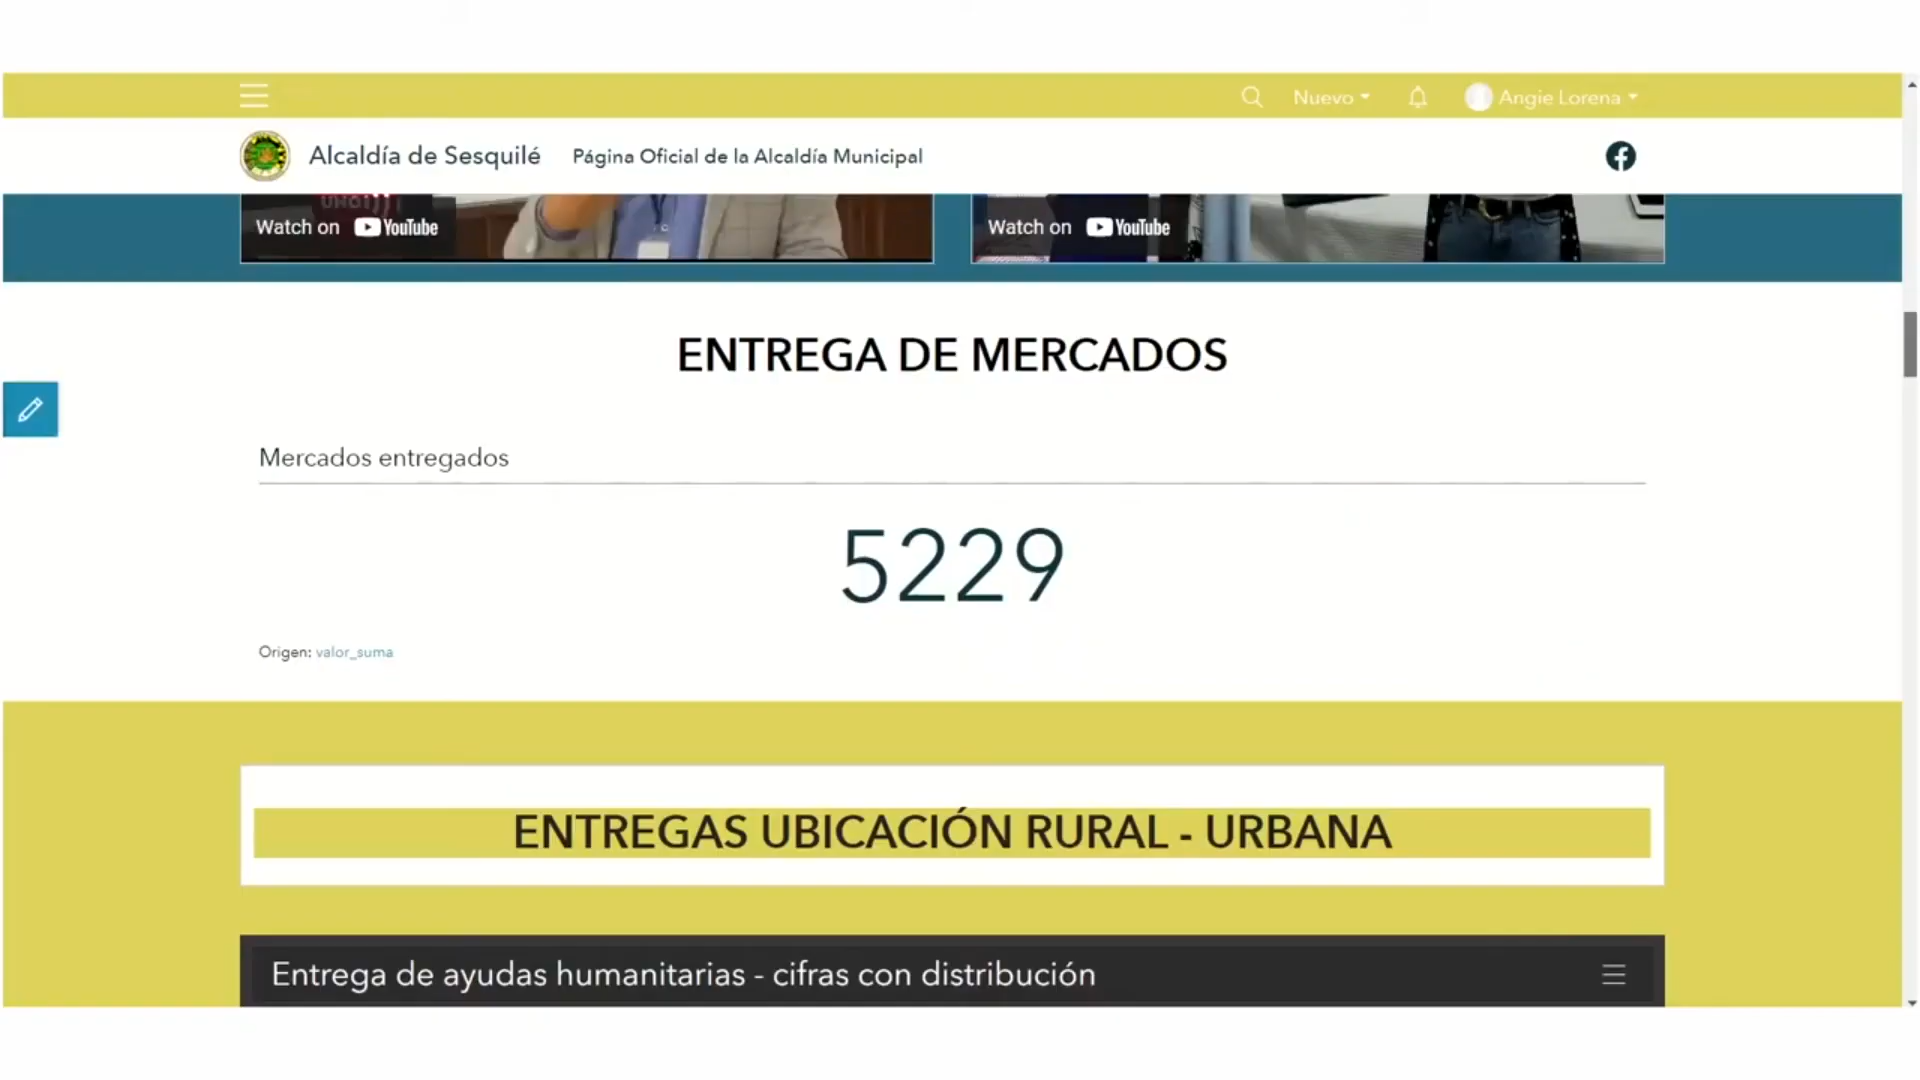 Nuevo
Angie Lorena
Alcaldía de Sesquilé
Página Oficial de la Alcaldía Municipal
Watch on YouTube
Watch on YouTube
ENTREGA DE MERCADOS
Mercados entregados
5229
Origen: valor_suma
ENTREGAS UBICACIÓN RURAL - URBANA
Entrega de ayudas humanitarias - cifras con distribución